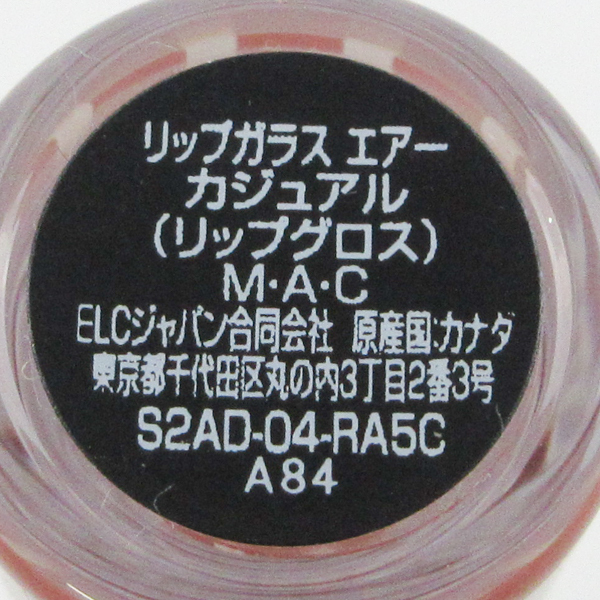 リップガラス エアー
カジュアル
(リップグロス)
M・A・C
ELCジャパン合同会社 原産国:カナダ
東京都千代田区丸の内3丁目2番3号
S2AD-04-RA5G
A84